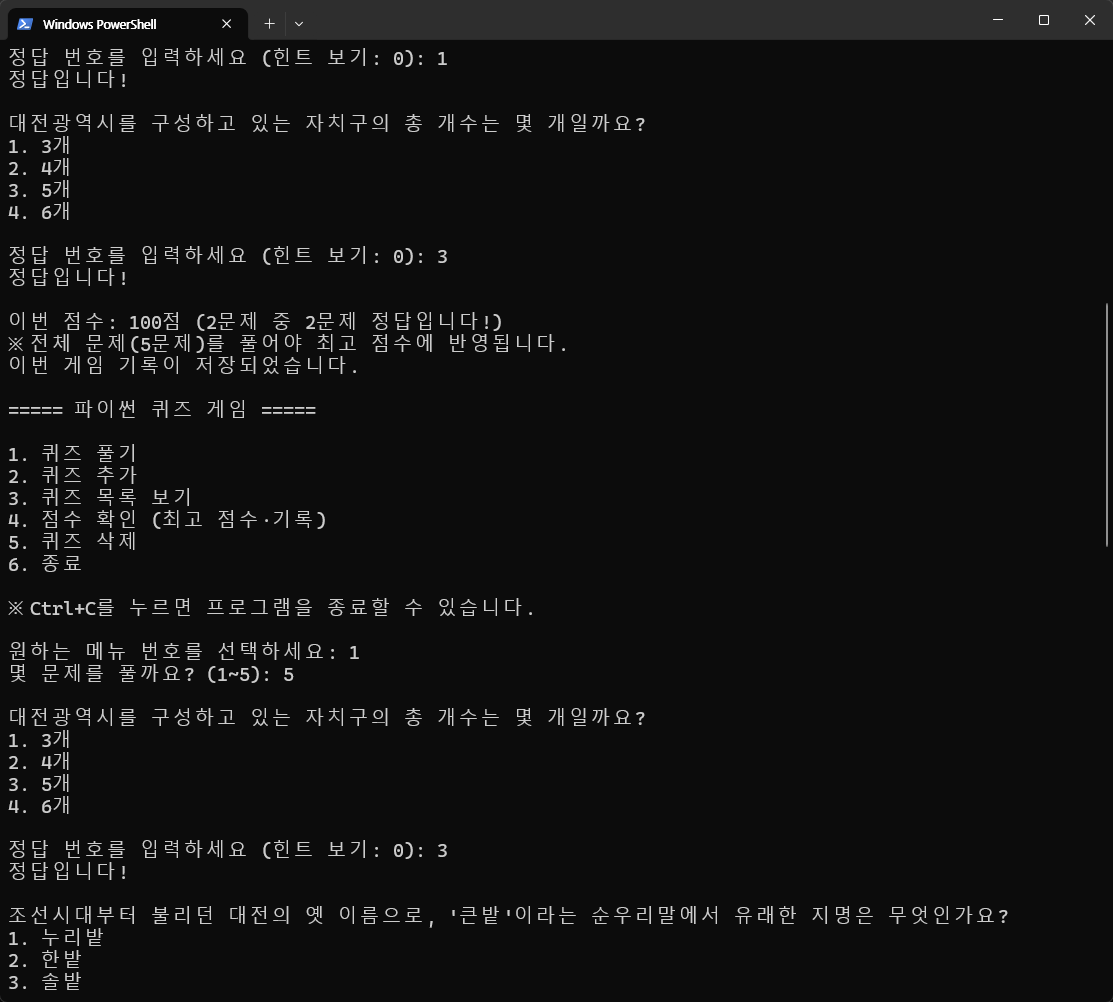 Windows PowerShell
정답 번호를 입력하세요 (힌트 보기: 0): 1
정답입니다!
대전광역시를 구성하고 있는 자치구의 총 개수는 몇 개일까요?
1. 3개
2. 4개
3. 5개
4. 6개
정답 번호를 입력하세요 (힌트 보기: 0): 3
정답입니다!
이번 점수: 100점 (2문제 중 2문제 정답입니다!)
※ 전체 문제(5문제)를 풀어야 최고 점수에 반영됩니다.
이번 게임 기록이 저장되었습니다.
===== 파이썬 퀴즈 게임 =====
1. 퀴즈 풀기
2. 퀴즈 추가
3. 퀴즈 목록 보기
4. 점수 확인 (최고 점수·기록)
5. 퀴즈 삭제
6. 종료
※ Ctrl+C를 누르면 프로그램을 종료할 수 있습니다.
원하는 메뉴 번호를 선택하세요: 1
몇 문제를 풀까요? (1~5): 5
대전광역시를 구성하고 있는 자치구의 총 개수는 몇 개일까요?
1. 3개
2. 4개
3. 5개
4. 6개
정답 번호를 입력하세요 (힌트 보기: 0): 3
정답입니다!
조선시대부터 불리던 대전의 옛 이름으로, '큰밭'이라는 순우리말에서 유래한 지명은 무엇인가요?
1. 누리밭
2. 한밭
3. 솔밭